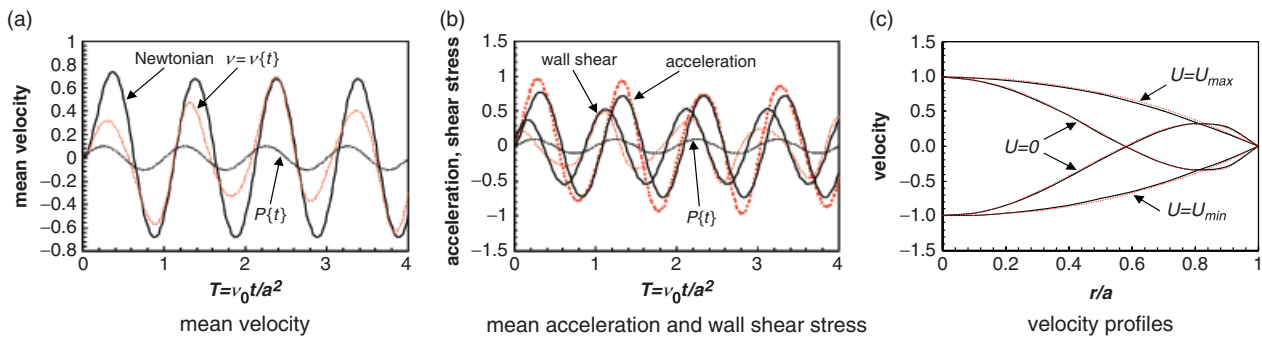 (a)
1
0.8
0.6
0.4
0.2
0
−0.2
−0.4
−0.6
−0.8
mean velocity
Newtonian
ν=ν{t}
P{t}
0 1 2 3 4
T=ν₀t/a²
mean velocity
(b)
1.5
1.0
0.5
0
−0.5
−1.0
−1.5
acceleration, shear stress
wall shear
acceleration
P{t}
0 1 2 3 4
T=ν₀t/a²
mean acceleration and wall shear stress
(c)
1.5
1.0
0.5
0.0
−0.5
−1.0
−1.5
velocity
U=Umax
U=0
U=Umin
0 0.2 0.4 0.6 0.8 1
r/a
velocity profiles